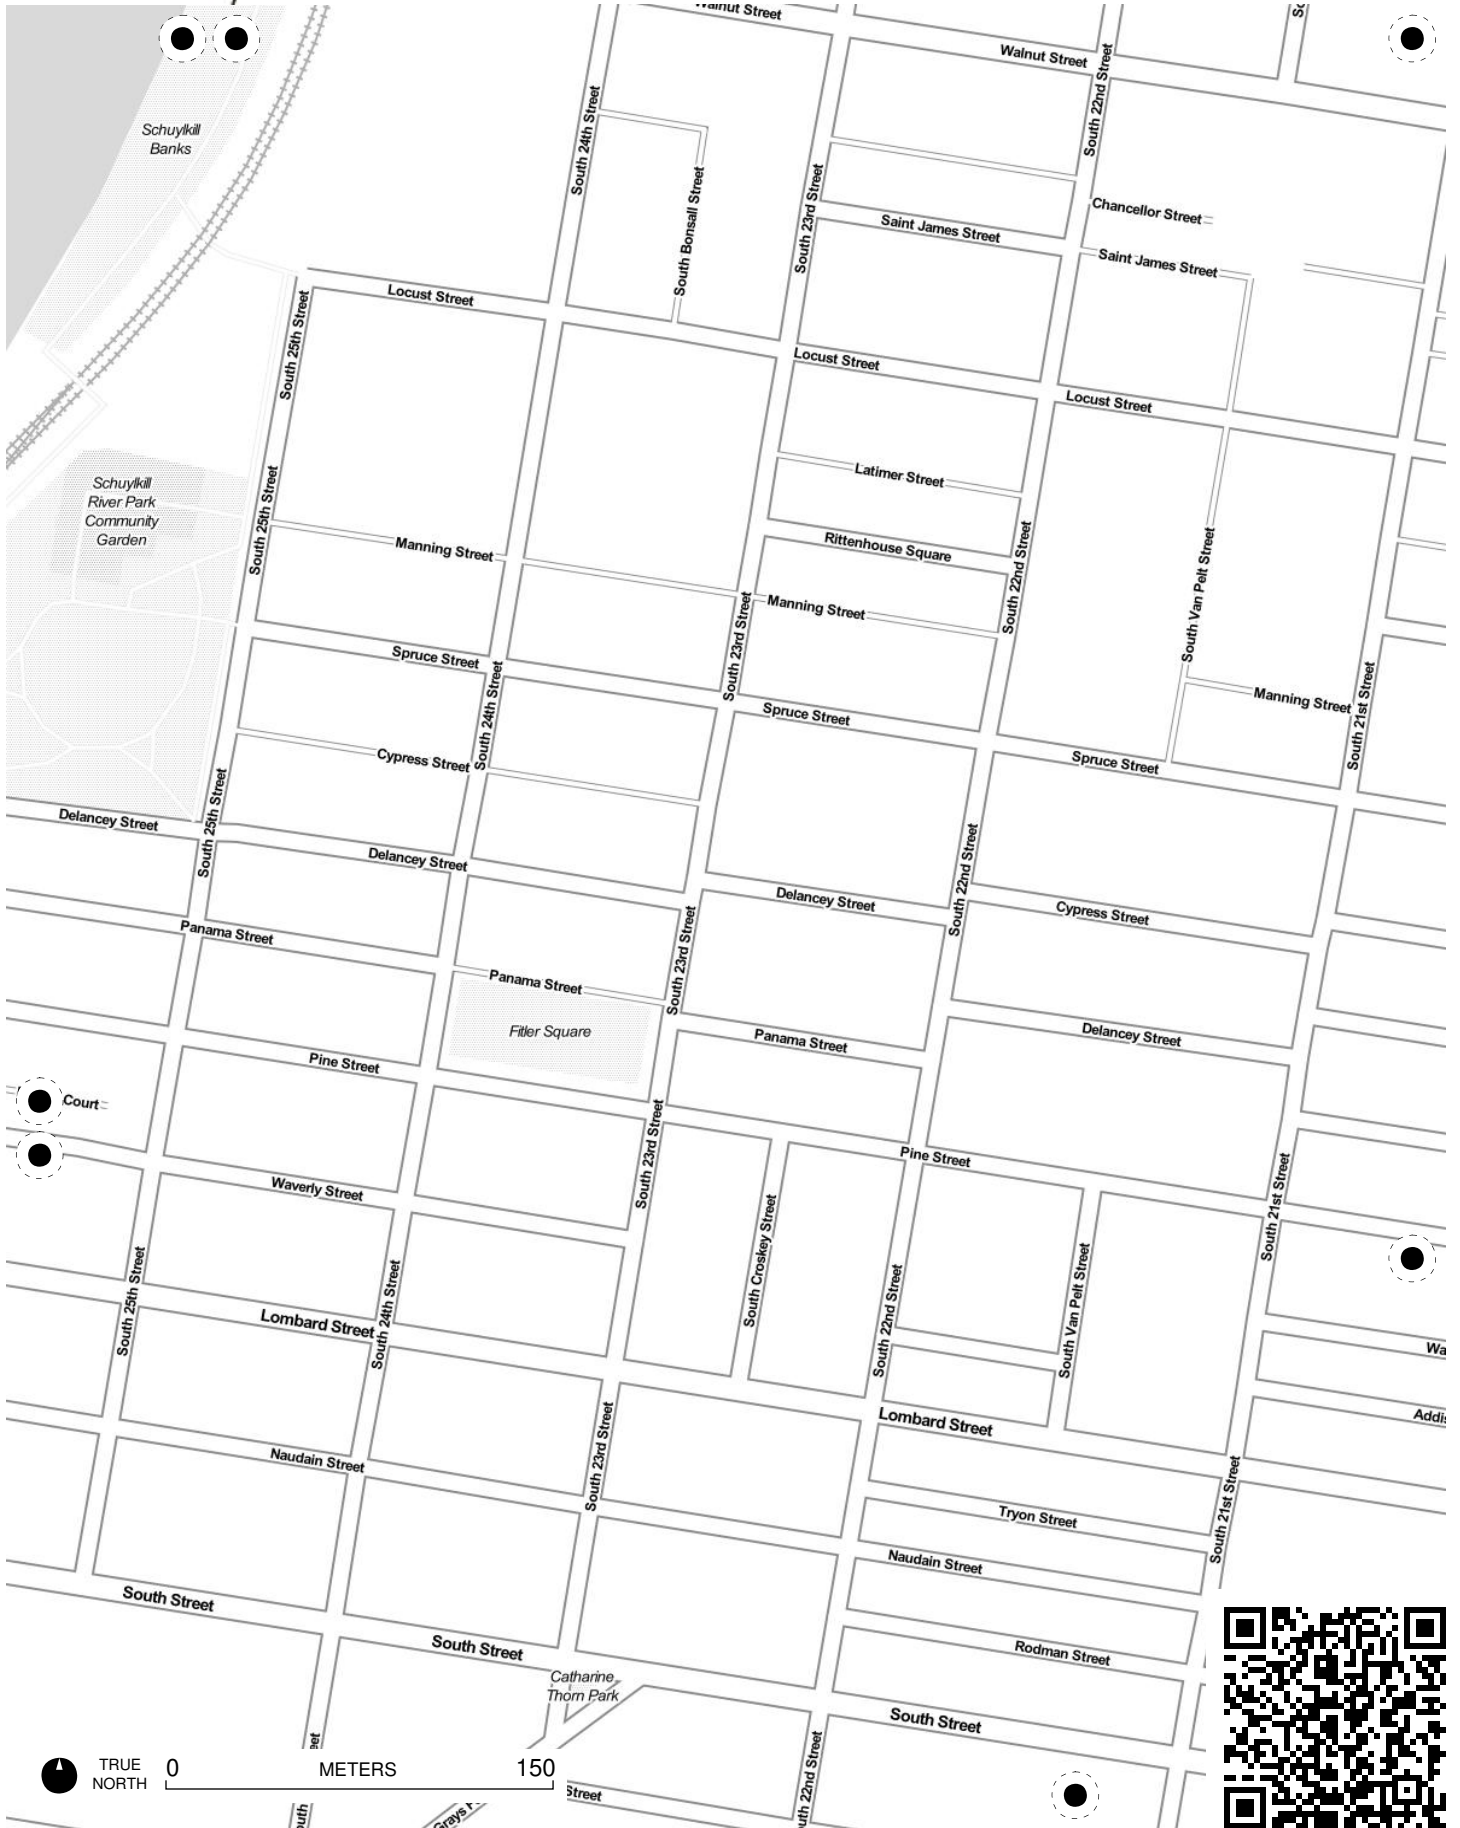 Walnut Street
Walnut Street
South 22nd Street
South 24th Street
Schuylkill
Banks
South Bonsall Street
South 23rd Street
Chancellor Street
Saint James Street
Saint James Street
Locust Street
South 25th Street
Locust Street
Locust Street
Latimer Street
Schuylkill
River Park
Community
Garden
South 25th Street
Manning Street
Rittenhouse Square
South 22nd Street
South Van Pelt Street
Manning Street
South 23rd Street
Spruce Street
South 24th Street
Manning Street
South 21st Street
Spruce Street
Spruce Street
Cypress Street
South 25th Street
Delancey Street
Delancey Street
South 22nd Street
Delancey Street
Cypress Street
Panama Street
South 23rd Street
Panama Street
Fitler Square
Panama Street
Delancey Street
Pine Street
Court
South 23rd Street
Pine Street
Waverly Street
South 21st Street
South Croskey Street
South 25th Street
South 24th Street
South 22nd Street
South Van Pelt Street
Lombard Street
Lombard Street
South 23rd Street
Naudain Street
South 21st Street
Tryon Street
Naudain Street
South Street
South Street
Rodman Street
Catharine
Thorn Park
South Street
South 22nd Street
TRUE
NORTH
0 METERS 150
Street
Grays